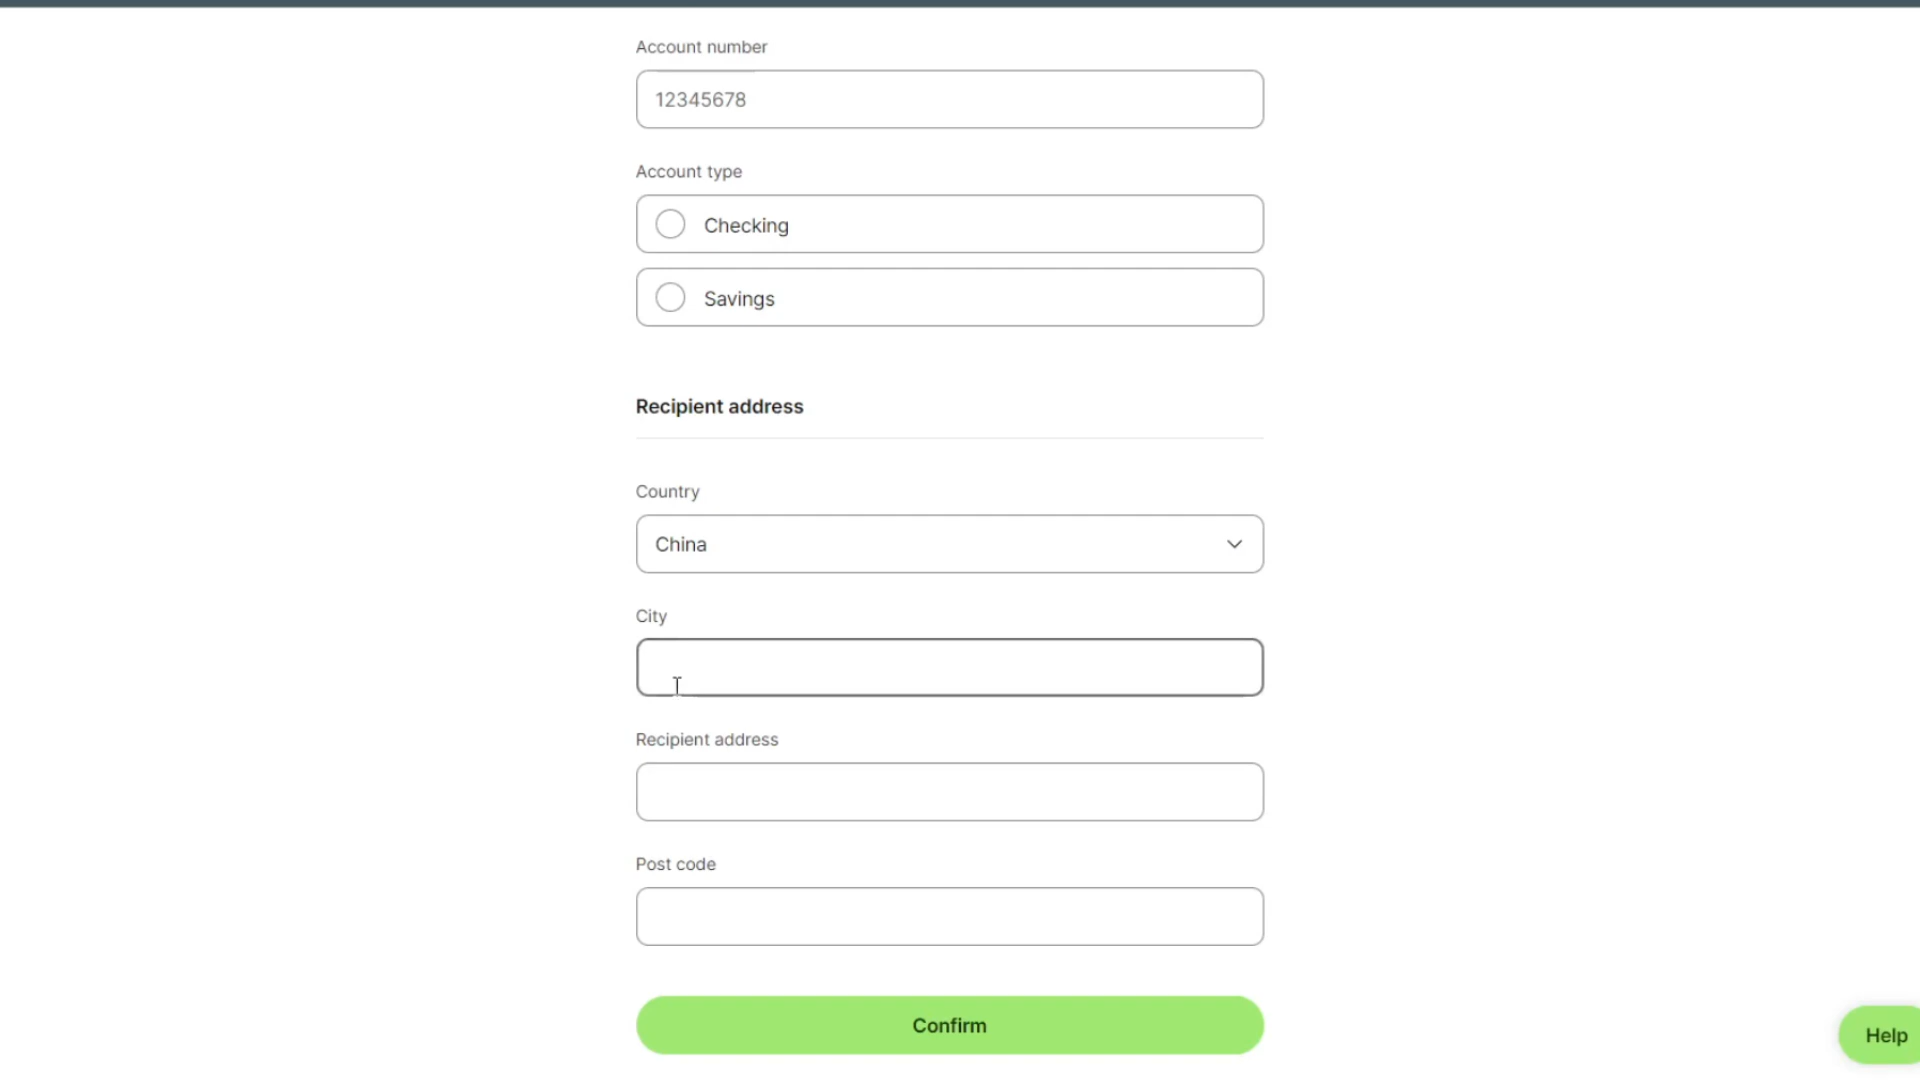 Account number
12345678
Account type
Checking
Savings
Recipient address
Country
China
City
Recipient address
Post code
Confirm
Help